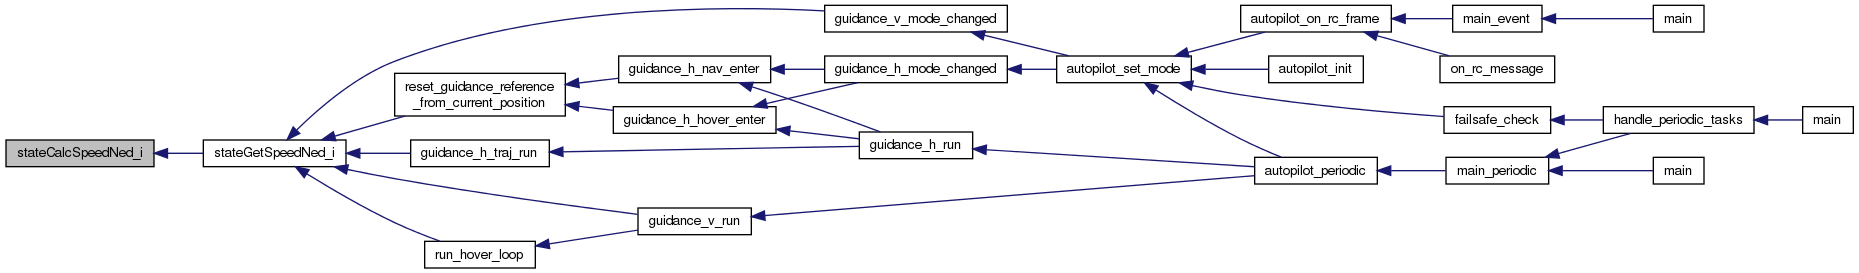 stateCalcSpeedNed_i
stateGetSpeedNed_i
guidance_v_mode_changed
reset_guidance_reference
_from_current_position
guidance_h_traj_run
run_hover_loop
guidance_h_nav_enter
guidance_h_hover_enter
guidance_v_run
guidance_h_mode_changed
guidance_h_run
autopilot_set_mode
autopilot_on_rc_frame
autopilot_init
autopilot_periodic
main_event
on_rc_message
failsafe_check
main_periodic
main
handle_periodic_tasks
main
main